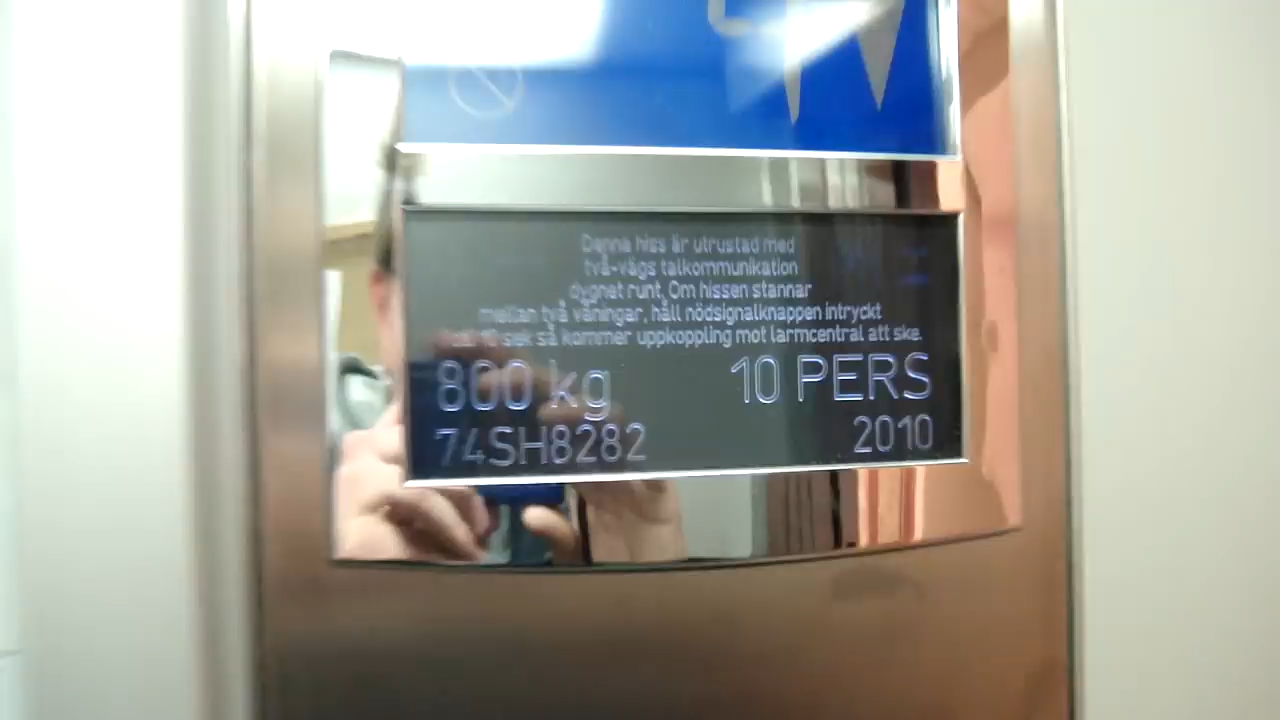 Denna hiss är utrustad med
två-vägs talkommunikation
dygnet runt. Om hissen stannar
mellan två våningar, håll nödsignalknappen intryckt
sek så kommer uppkoppling mot larmcentral att ske.
800 kg 10 PERS
74SH8282 2010